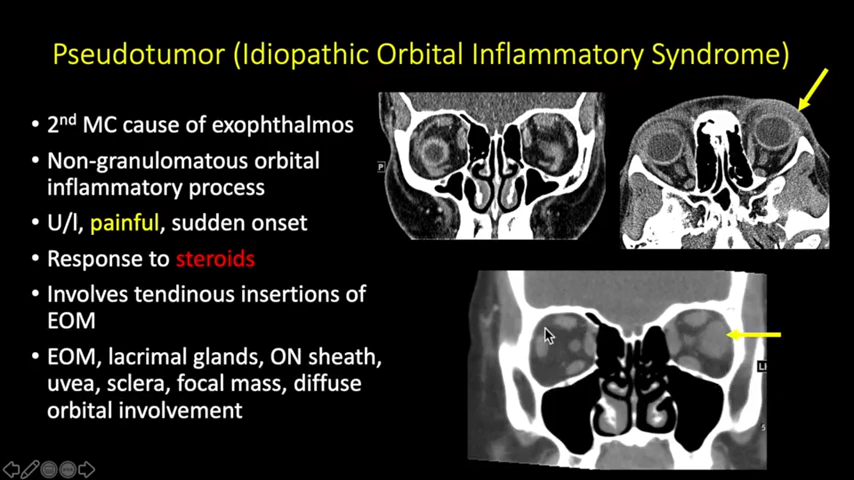 Pseudotumor (Idiopathic Orbital Inflammatory Syndrome)
• 2nd MC cause of exophthalmos
• Non-granulomatous orbital
inflammatory process
• U/l, painful, sudden onset
• Response to steroids
• Involves tendinous insertions of
EOM
• EOM, lacrimal glands, ON sheath,
uvea, sclera, focal mass, diffuse
orbital involvement
P
5